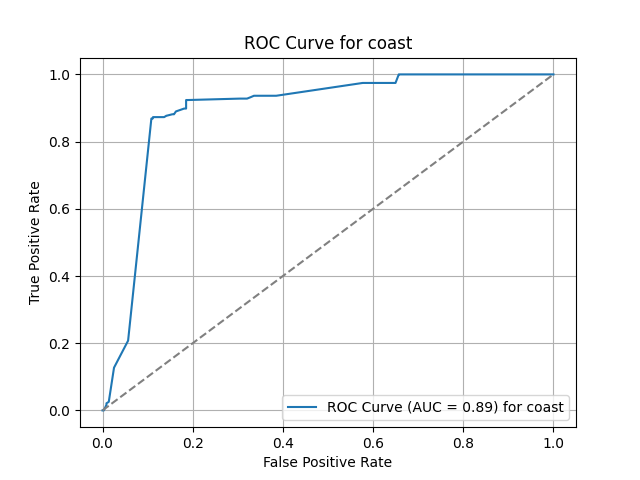 ROC Curve for coast
True Positive Rate
1.0
0.8
0.6
0.4
0.2
0.0
ROC Curve (AUC = 0.89) for coast
0.0 0.2 0.4 0.6 0.8 1.0
False Positive Rate